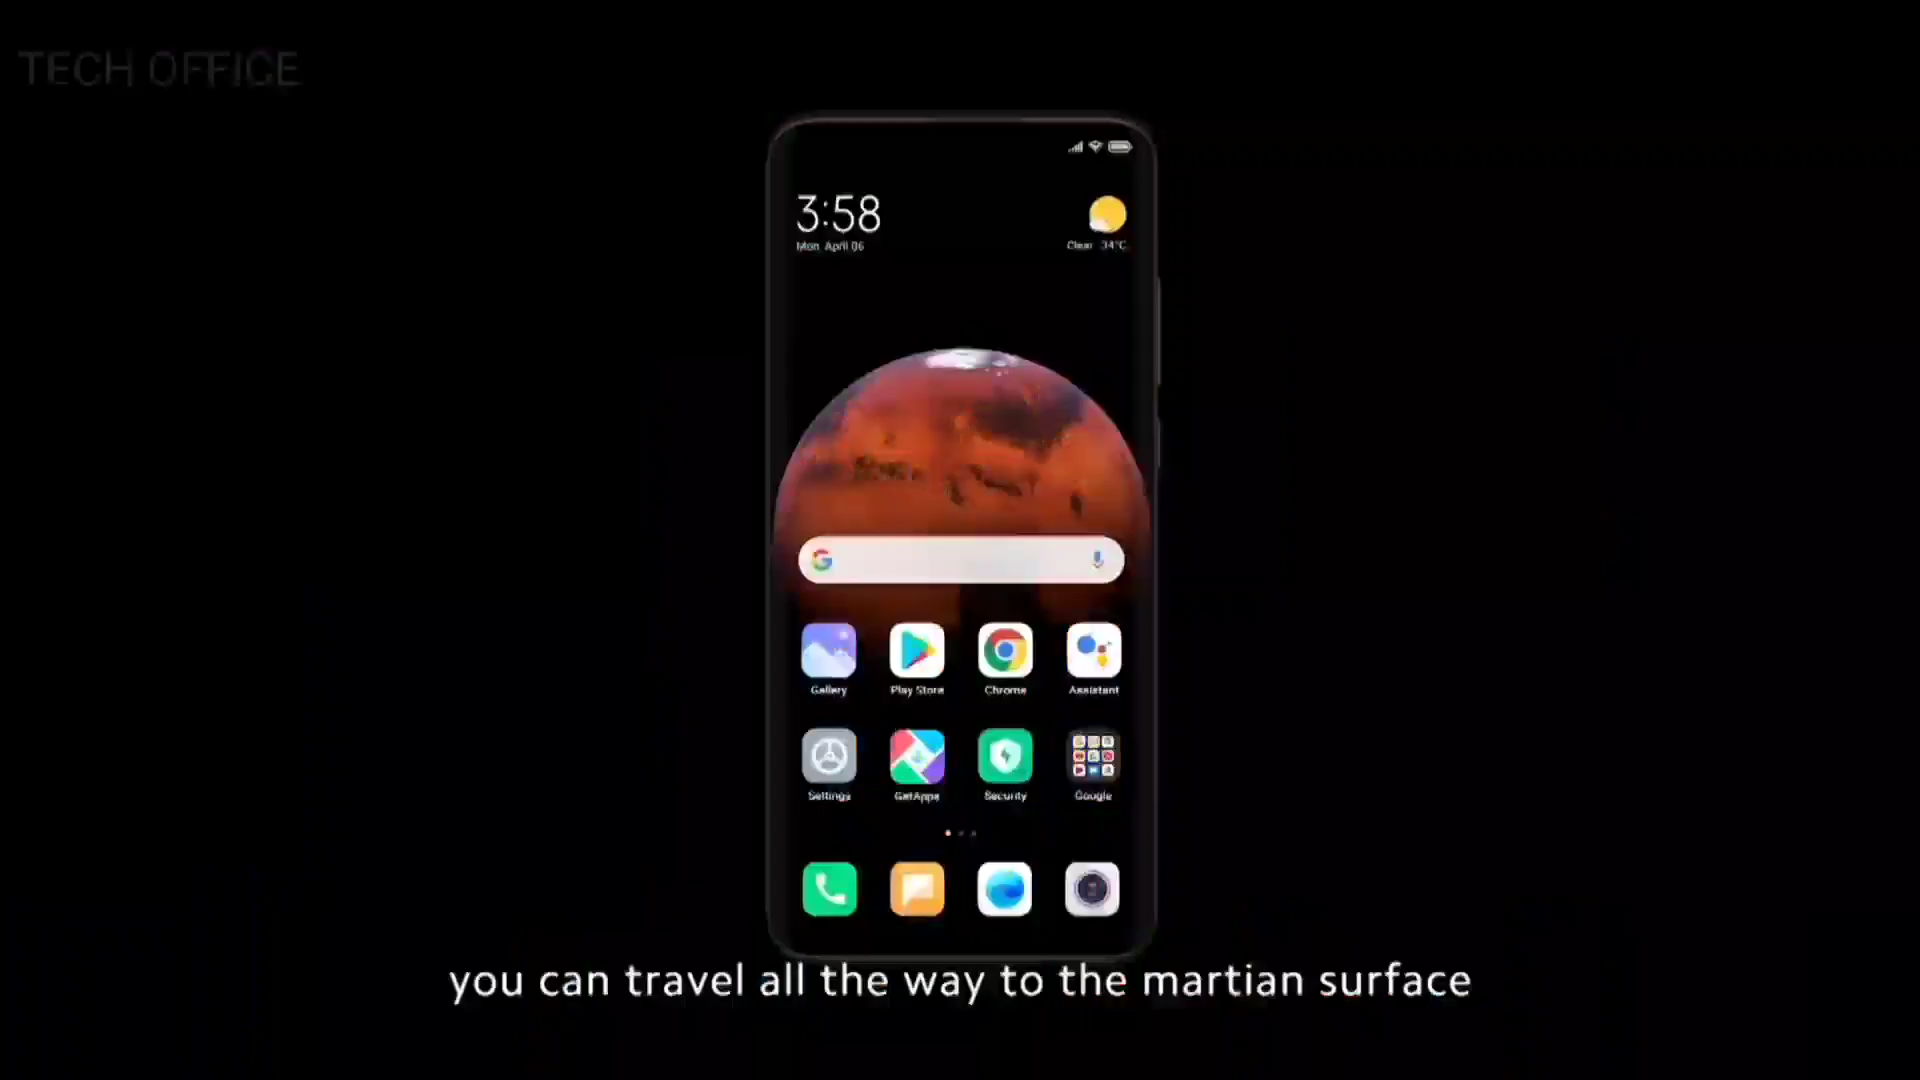 TECH OFFICE
3:58
Mon April 06
Clear 34°C
Gallery
Play Store
Chrome
Assistant
Settings
GetApps
Security
Google
you can travel all the way to the martian surface